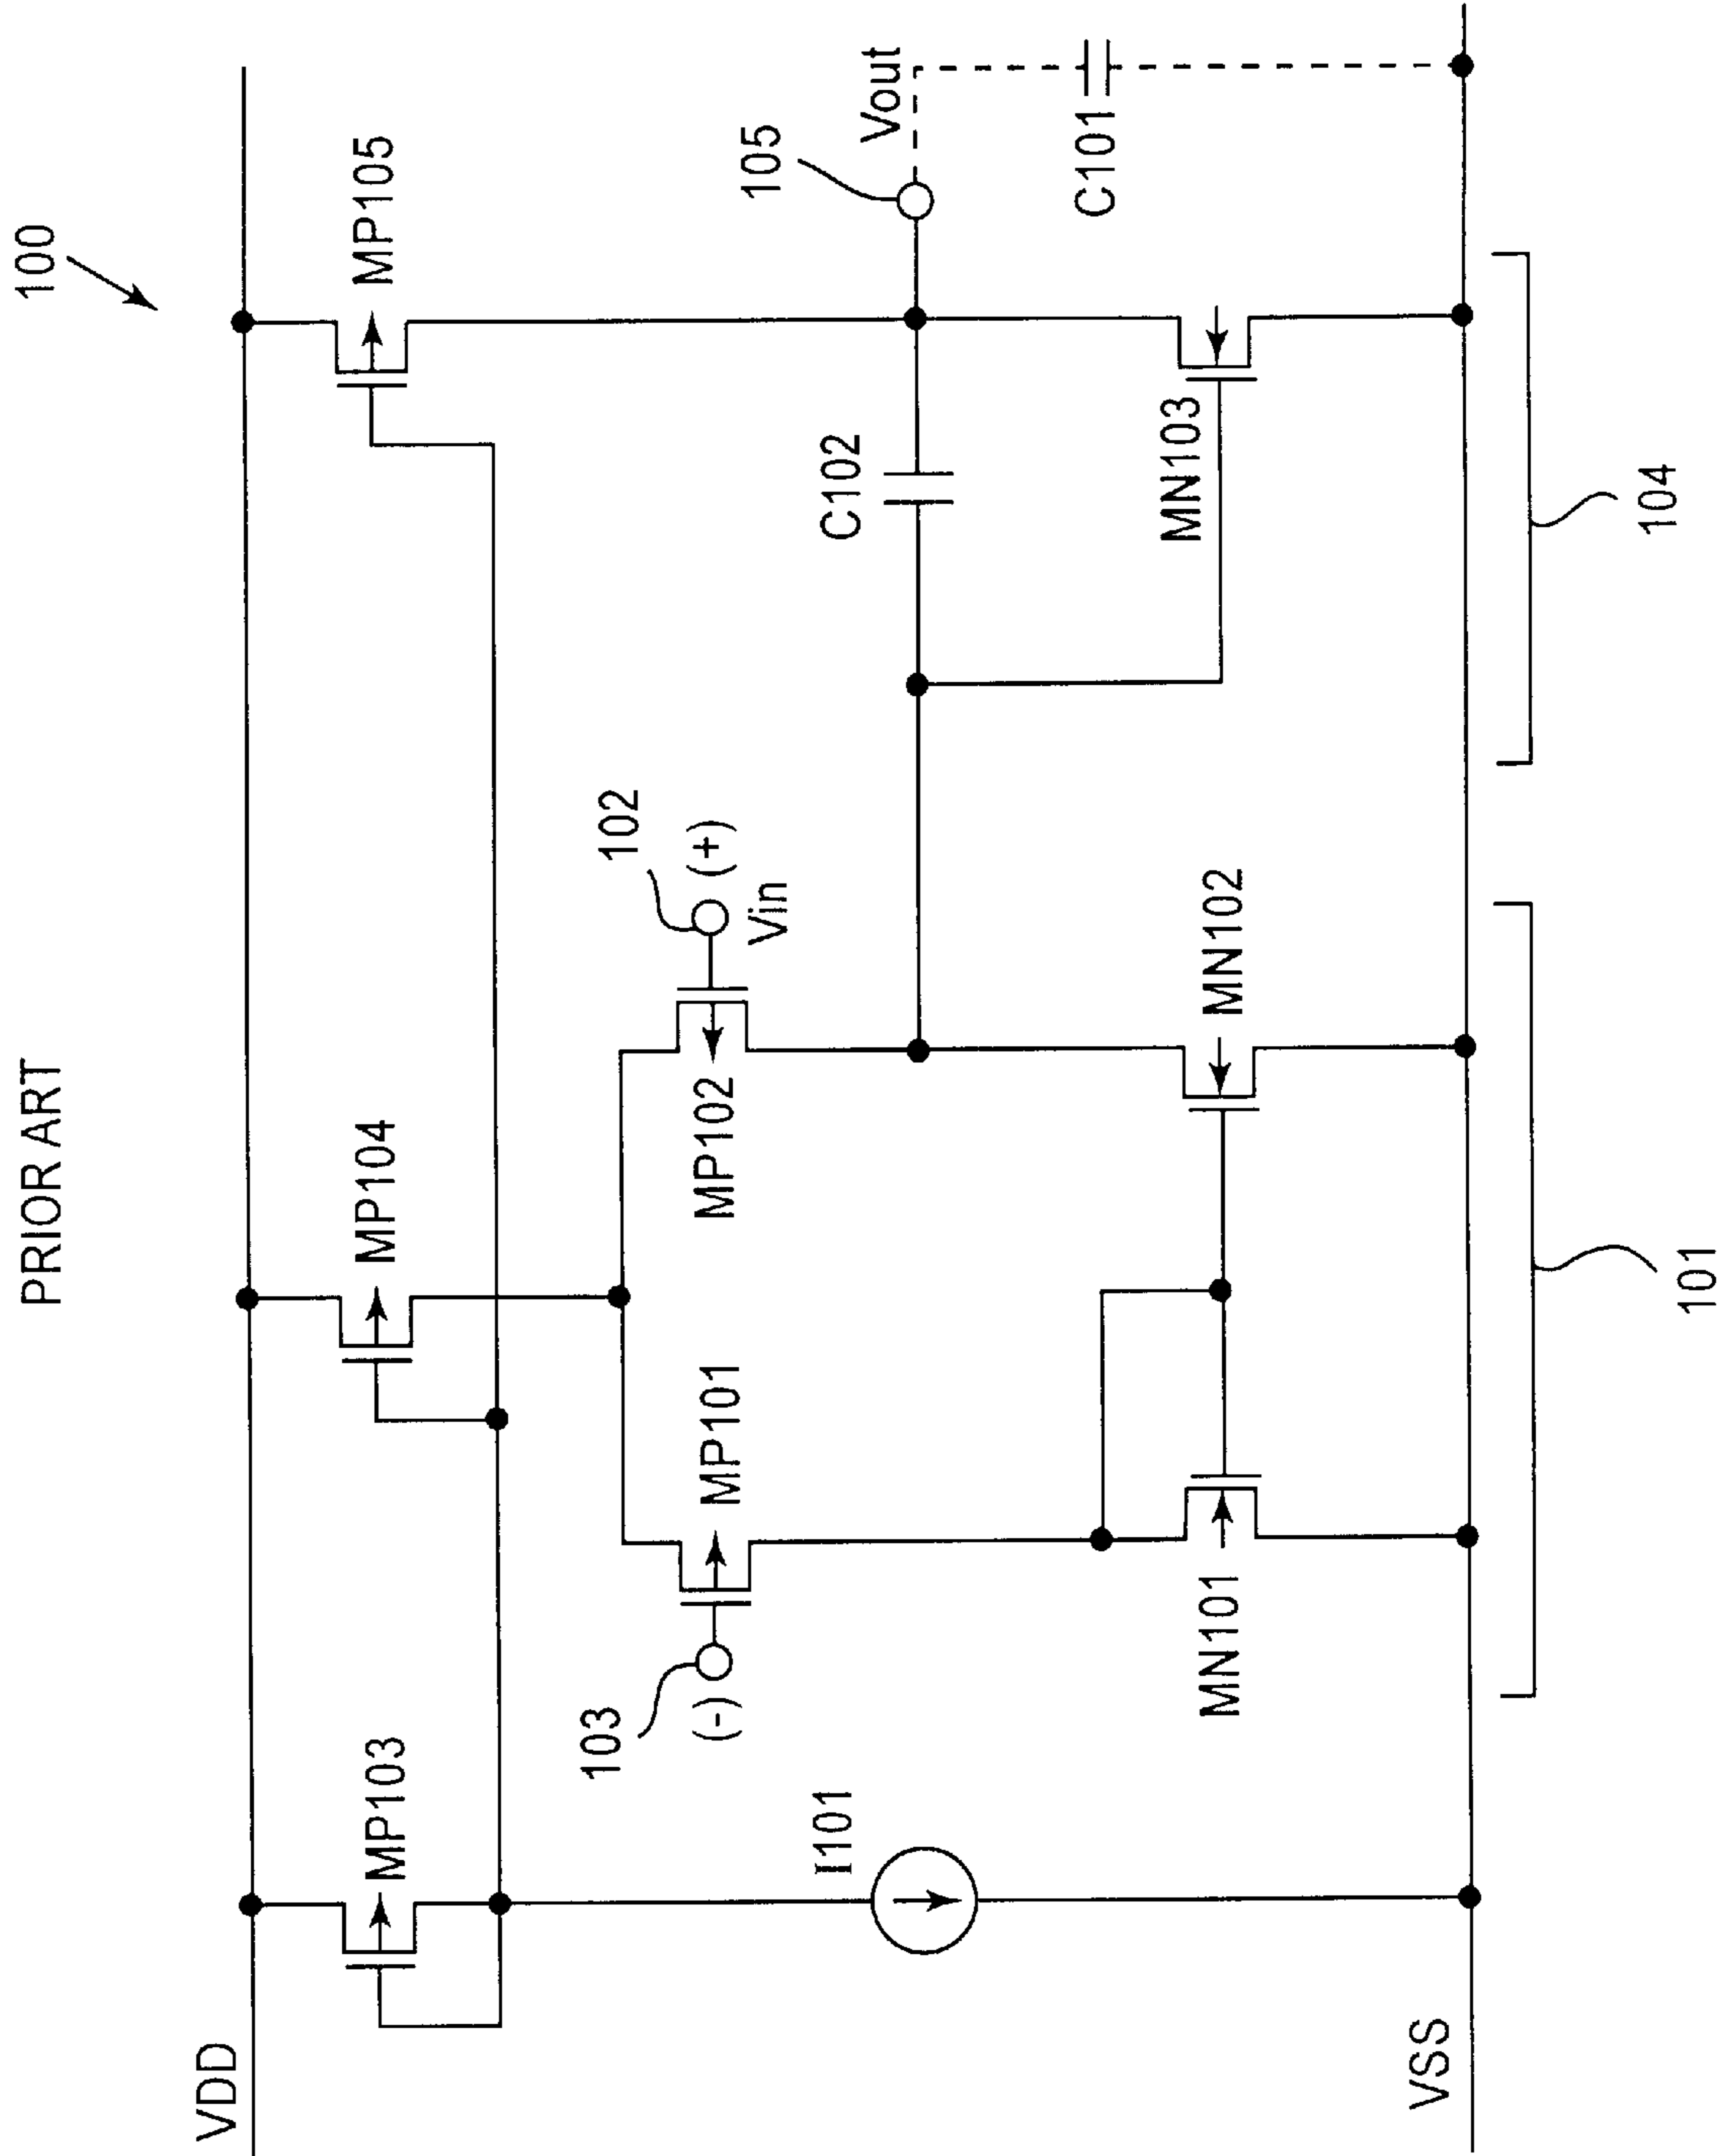 PRIOR ART
100
VDD
MP103
MP104
MP105
103
(-)
MP101
MP102
102
(+)
Vin
105
Vout
C102
C101
I101
MN101
MN102
MN103
VSS
101
104